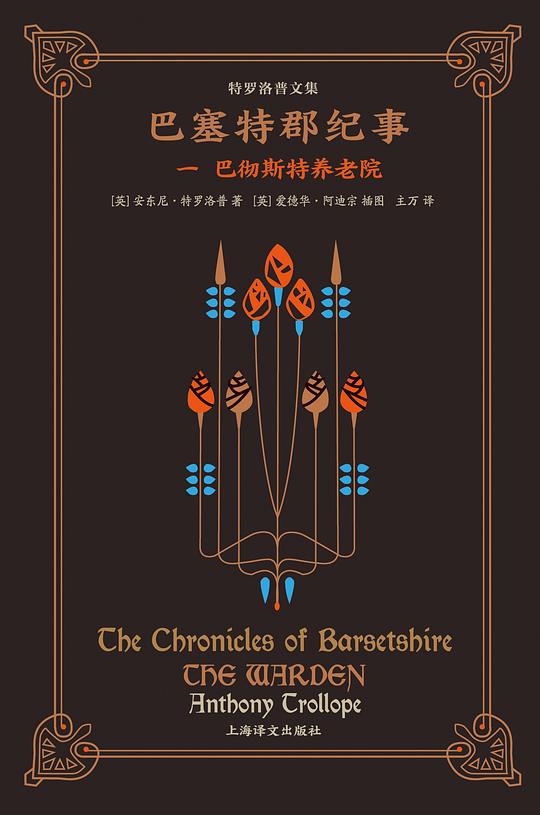 特罗洛普文集
巴塞特郡纪事
一 巴彻斯特养老院
[英] 安东尼·特罗洛普 著 [英] 爱德华·阿迪宗 插图 主万 译
The Chronicles of Barsetshire
THE WARDEN
Anthony Trollope
上海译文出版社